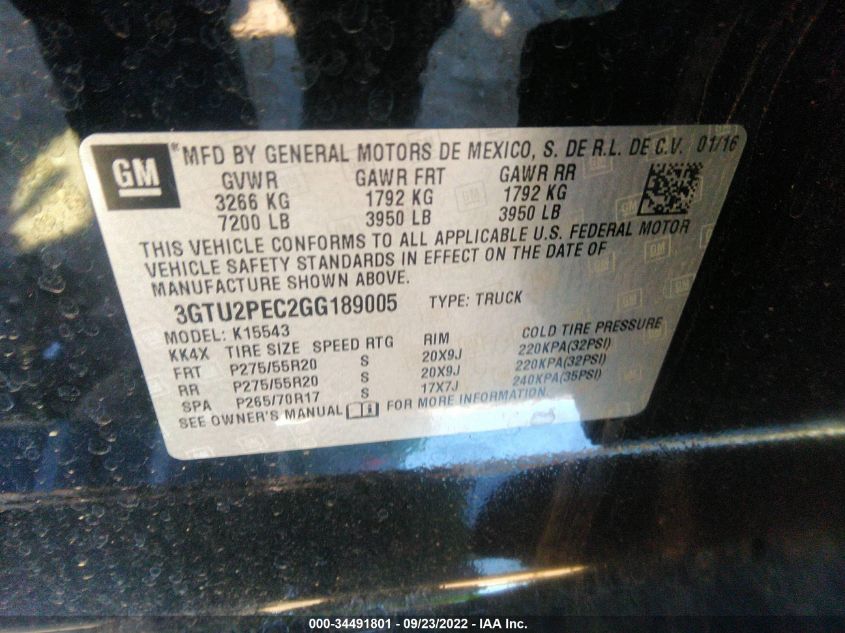 GM ® MFD BY GENERAL MOTORS DE MEXICO, S. DE R.L. DE C.V. 01/16
GVWR GAWR FRT GAWR RR
3266 KG 1792 KG 1792 KG
7200 LB 3950 LB 3950 LB
THIS VEHICLE CONFORMS TO ALL APPLICABLE U.S. FEDERAL MOTOR
VEHICLE SAFETY STANDARDS IN EFFECT ON THE DATE OF
MANUFACTURE SHOWN ABOVE.
3GTU2PEC2GG189005 TYPE: TRUCK
MODEL: K15543
KK4X TIRE SIZE SPEED RTG RIM COLD TIRE PRESSURE
FRT P275/55R20 S 20X9J 220KPA(32PSI)
RR P275/55R20 S 20X9J 220KPA(32PSI)
SPA P265/70R17 S 17X7J 240KPA(35PSI)
SEE OWNER'S MANUAL FOR MORE INFORMATION.
000-34491801 - 09/23/2022 - IAA Inc.